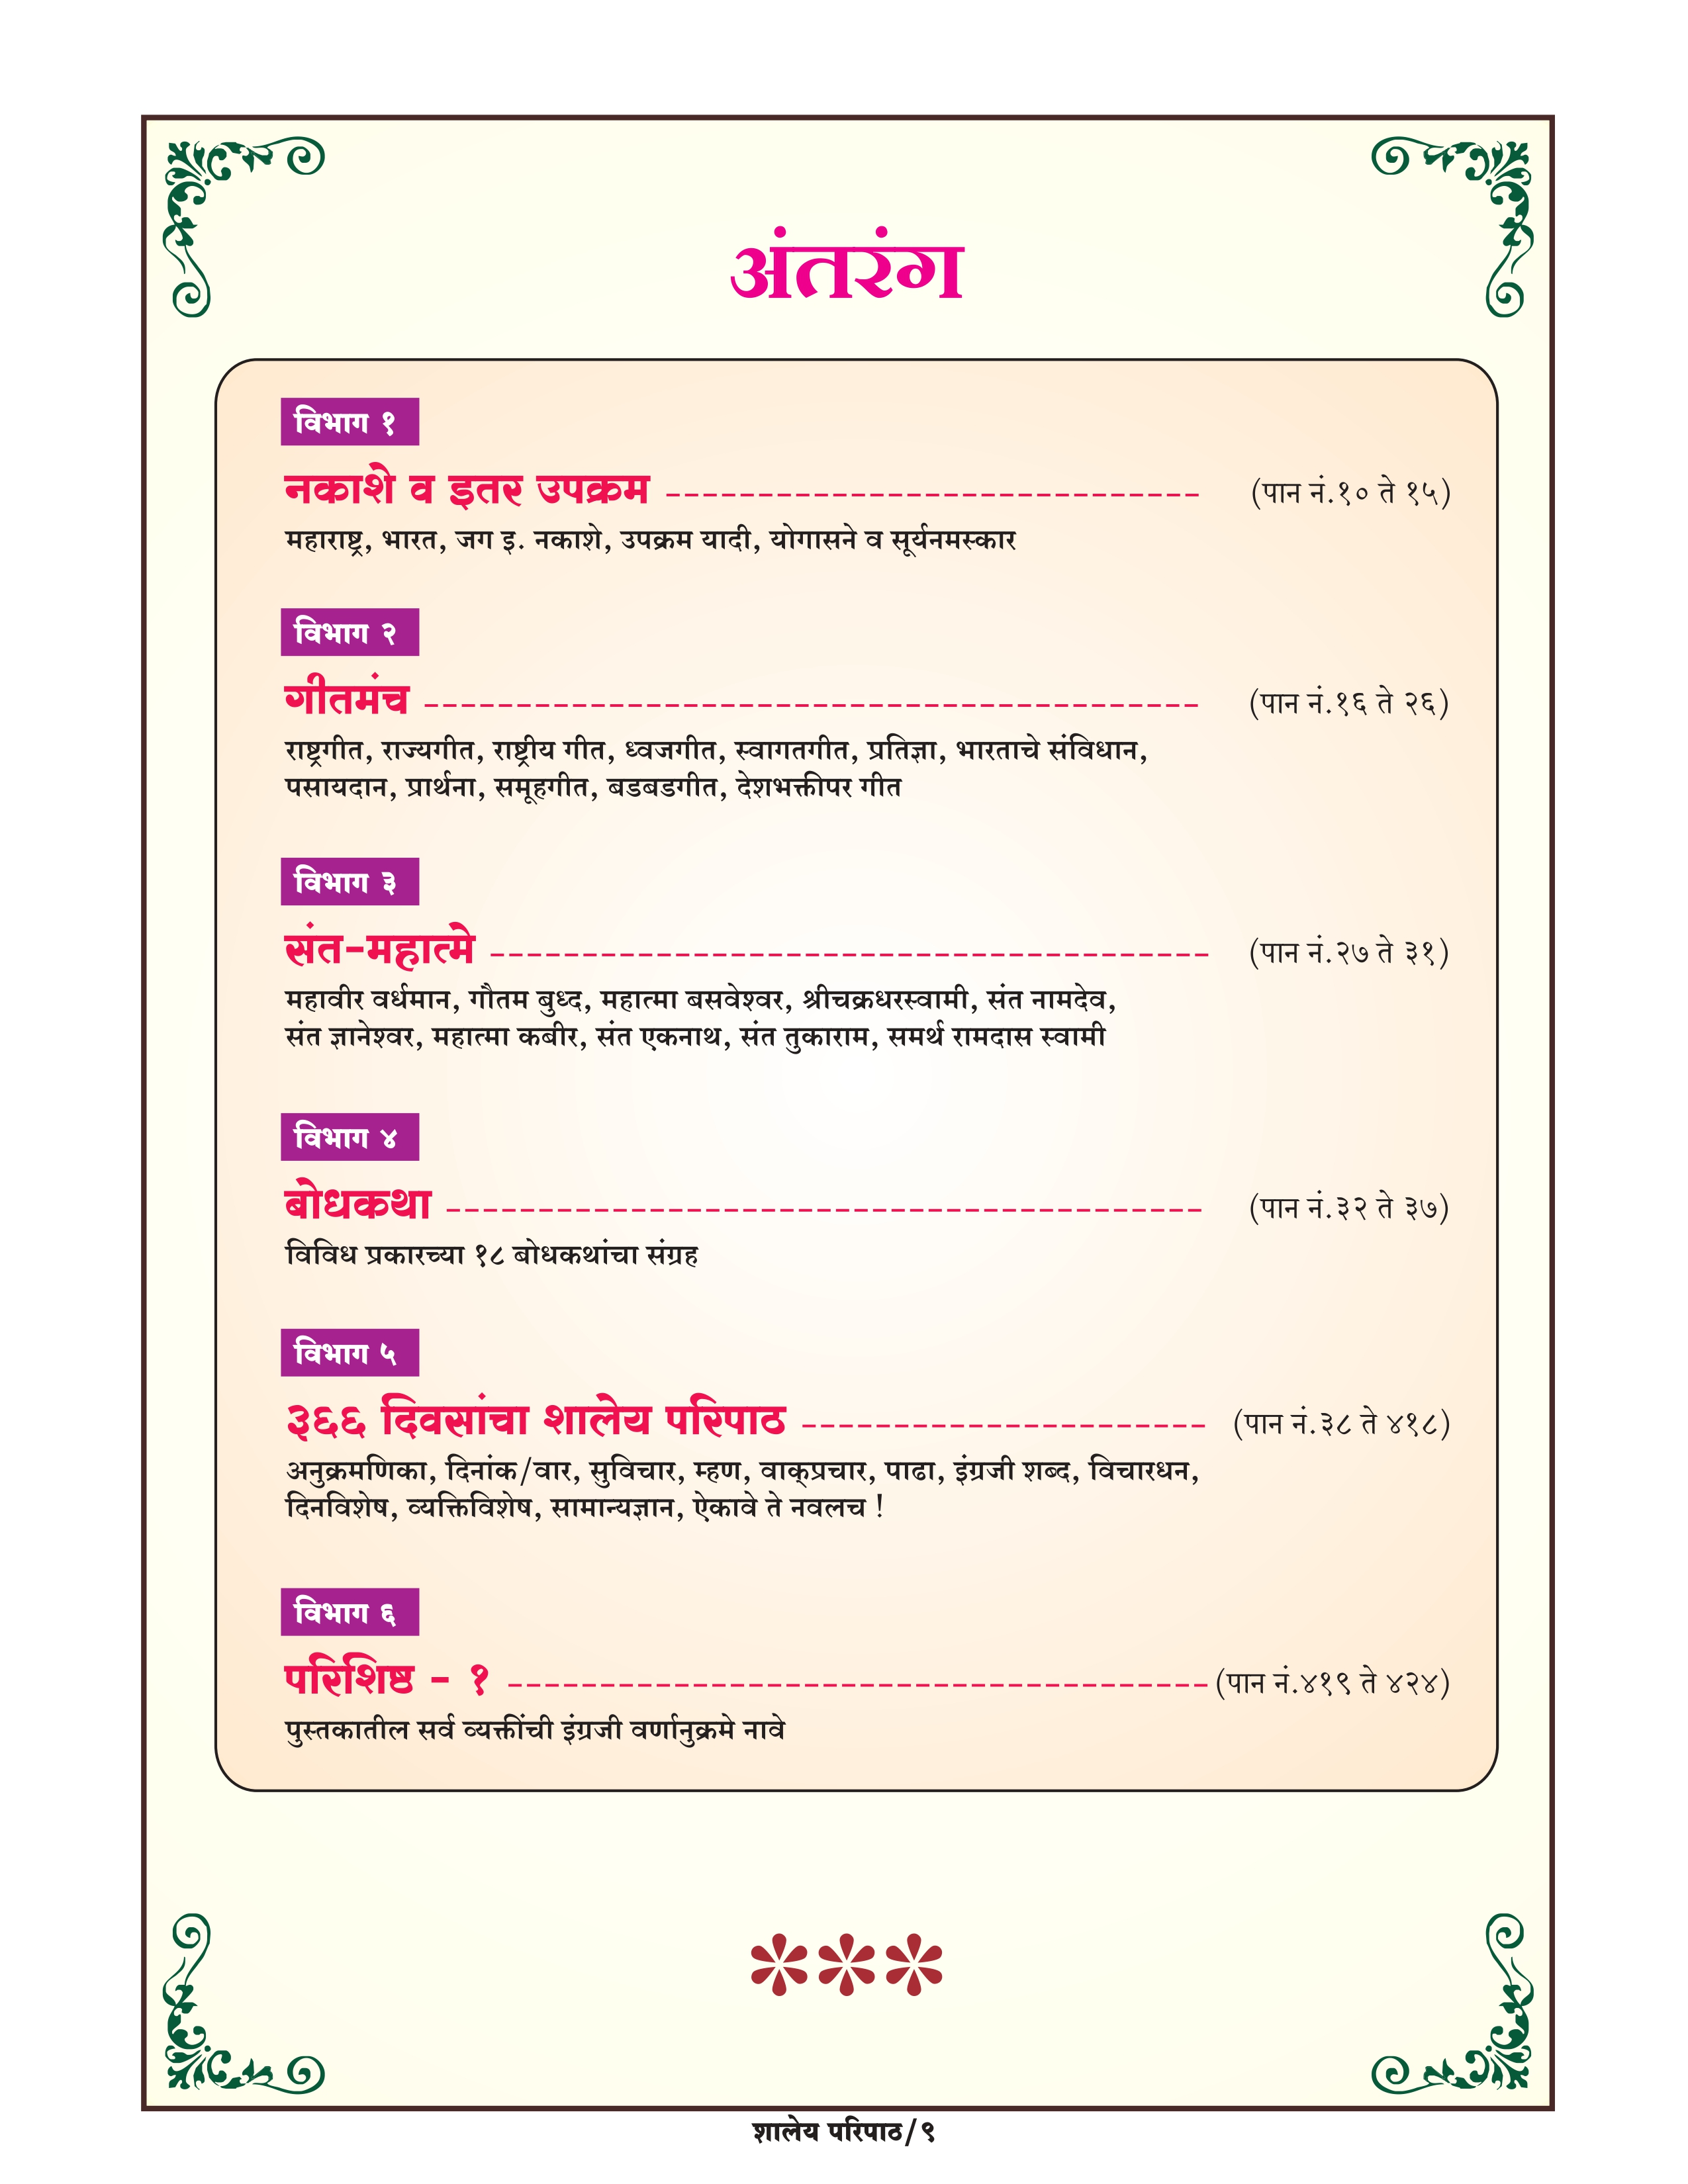 अंतरंग
विभाग १
नकाशे व इतर उपक्रम ----------------------------- (पान नं.१० ते १५)
महाराष्ट्र, भारत, जग इ. नकाशे, उपक्रम यादी, योगासने व सूर्यनमस्कार
विभाग २
गीतमंच ------------------------------------------ (पान नं.१६ ते २६)
राष्ट्रगीत, राज्यगीत, राष्ट्रीय गीत, ध्वजगीत, स्वागतगीत, प्रतिज्ञा, भारताचे संविधान,
पसायदान, प्रार्थना, समूहगीत, बडबडगीत, देशभक्तीपर गीत
विभाग ३
संत-महात्मे --------------------------------------- (पान नं.२७ ते ३१)
महावीर वर्धमान, गौतम बुध्द, महात्मा बसवेश्वर, श्रीचक्रधरस्वामी, संत नामदेव,
संत ज्ञानेश्वर, महात्मा कबीर, संत एकनाथ, संत तुकाराम, समर्थ रामदास स्वामी
विभाग ४
बोधकथा ----------------------------------------- (पान नं.३२ ते ३७)
विविध प्रकारच्या १८ बोधकथांचा संग्रह
विभाग ५
३६६ दिवसांचा शालेय परिपाठ ---------------------- (पान नं.३८ ते ४१८)
अनुक्रमणिका, दिनांक/वार, सुविचार, म्हण, वाक्‌प्रचार, पाढा, इंग्रजी शब्द, विचारधन,
दिनविशेष, व्यक्तिविशेष, सामान्यज्ञान, ऐकावे ते नवलच !
विभाग ६
परिशिष्ठ - १ -------------------------------------- (पान नं.४१९ ते ४२४)
पुस्तकातील सर्व व्यक्तींची इंग्रजी वर्णानुक्रमे नावे
***
शालेय परिपाठ/९